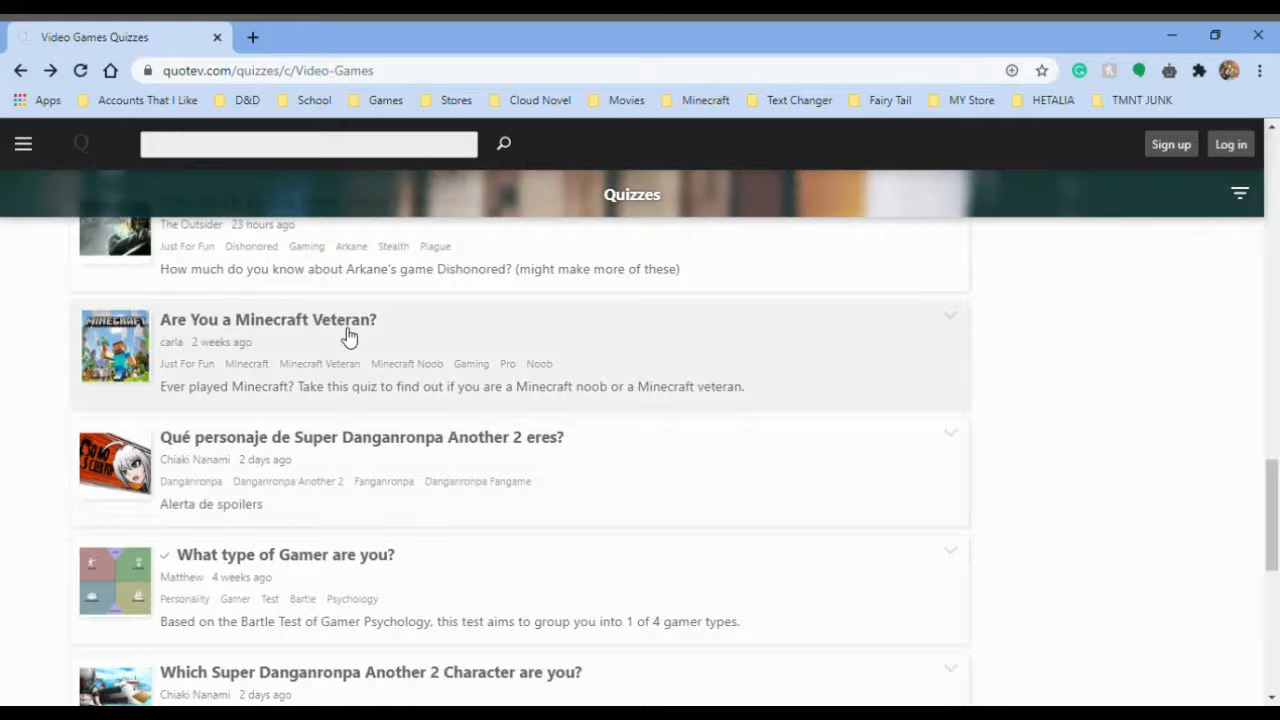 Video Games Quizzes
quotev.com/quizzes/c/Video-Games
Apps Accounts That I Like D&D School Games Stores Cloud Novel Movies Minecraft Text Changer Fairy Tail MY Store HETALIA TMNT JUNK
Q Sign up Log in
Quizzes
The Outsider 23 hours ago
Just For Fun Dishonored Gaming Arkane Stealth Plague
How much do you know about Arkane's game Dishonored? (might make more of these)
MINECRAFT
Are You a Minecraft Veteran?
carla 2 weeks ago
Just For Fun Minecraft Minecraft Veteran Minecraft Noob Gaming Pro Noob
Ever played Minecraft? Take this quiz to find out if you are a Minecraft noob or a Minecraft veteran.
Qué personaje de Super Danganronpa Another 2 eres?
Chiaki Nanami 2 days ago
Danganronpa Danganronpa Another 2 Fanganronpa Danganronpa Fangame
Alerta de spoilers
What type of Gamer are you?
Matthew 4 weeks ago
Personality Gamer Test Bartle Psychology
Based on the Bartle Test of Gamer Psychology, this test aims to group you into 1 of 4 gamer types.
Which Super Danganronpa Another 2 Character are you?
Chiaki Nanami 2 days ago